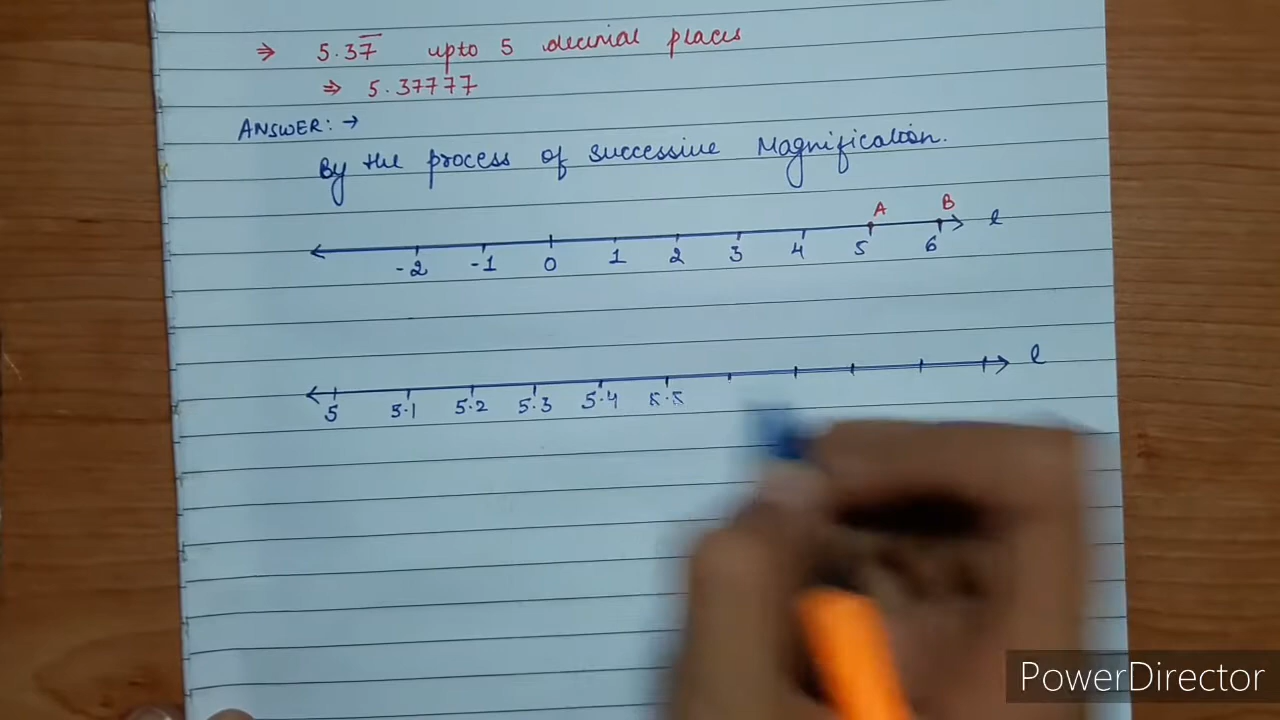 ⇒ 5.37̅ upto 5 decimal places
⇒ 5.37777
ANSWER: →
By the process of successive Magnification.
A B
l
-2 -1 0 1 2 3 4 5 6
l
5 5.1 5.2 5.3 5.4 5.5
PowerDirector